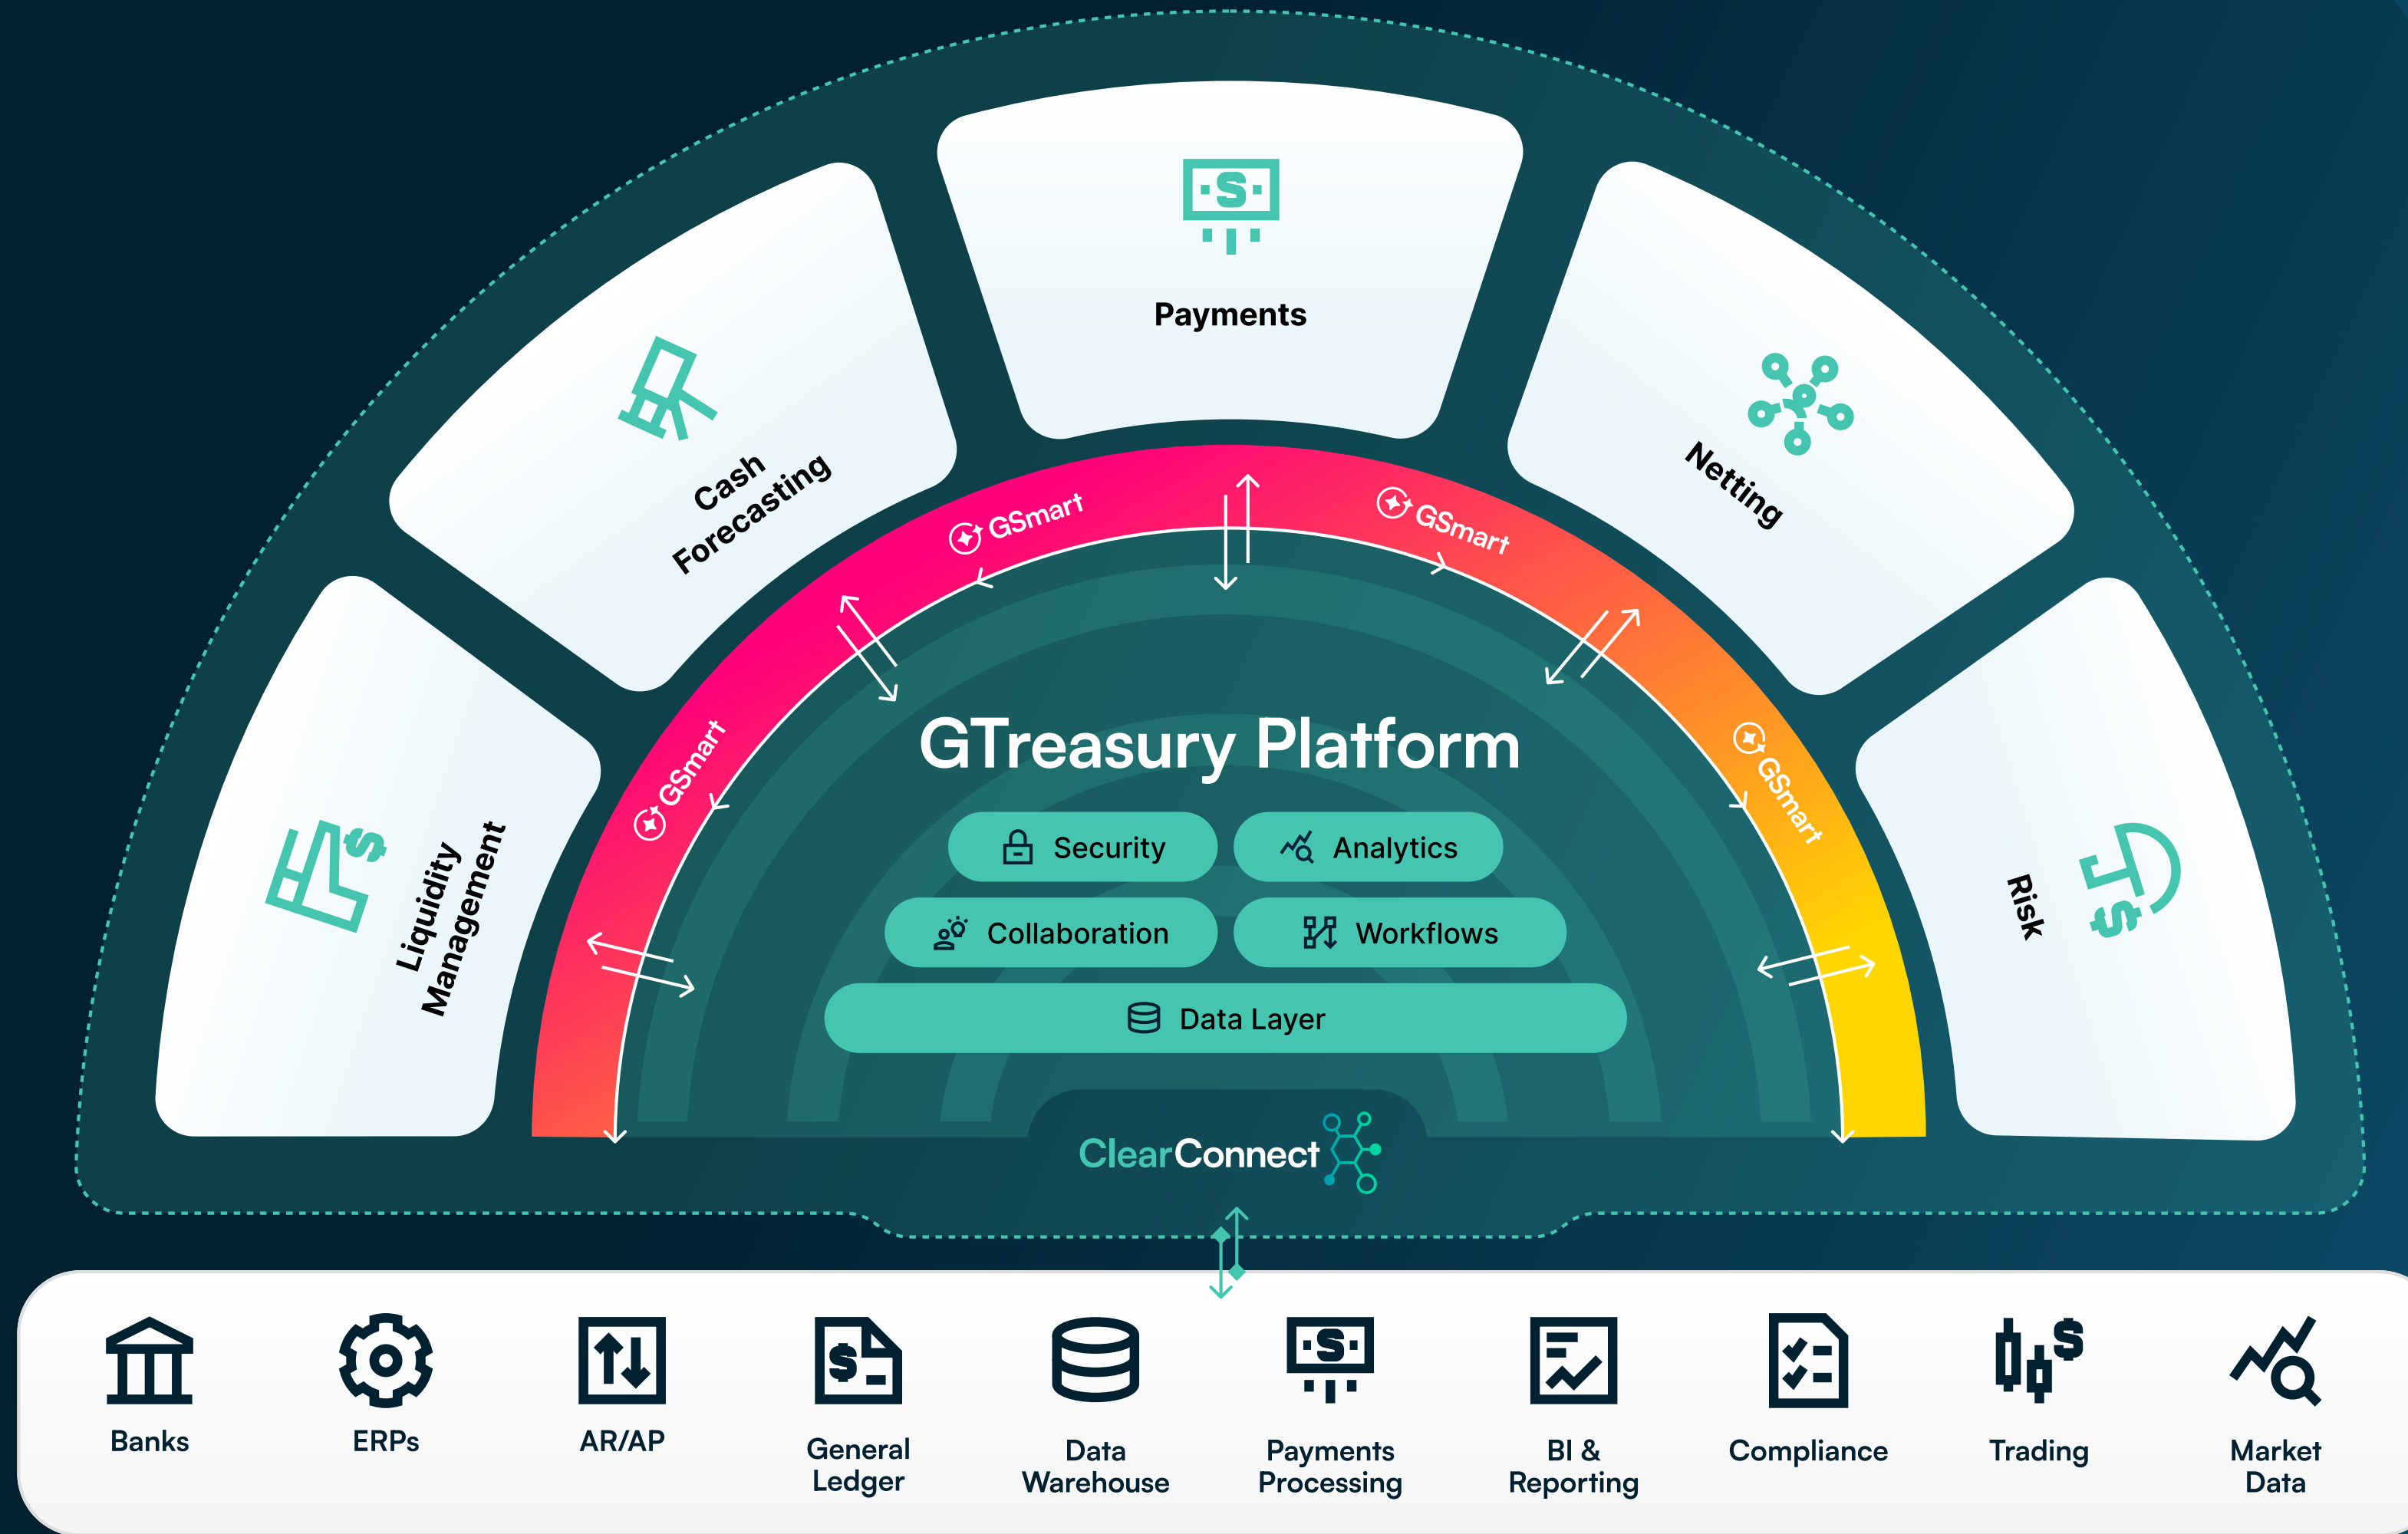 Payments
Cash
Forecasting
Netting
Liquidity
Management
Risk
GSmart
GSmart
GSmart
GSmart
GTreasury Platform
Security
Analytics
Collaboration
Workflows
Data Layer
ClearConnect
Banks
ERPs
AR/AP
General
Ledger
Data
Warehouse
Payments
Processing
BI &
Reporting
Compliance
Trading
Market
Data